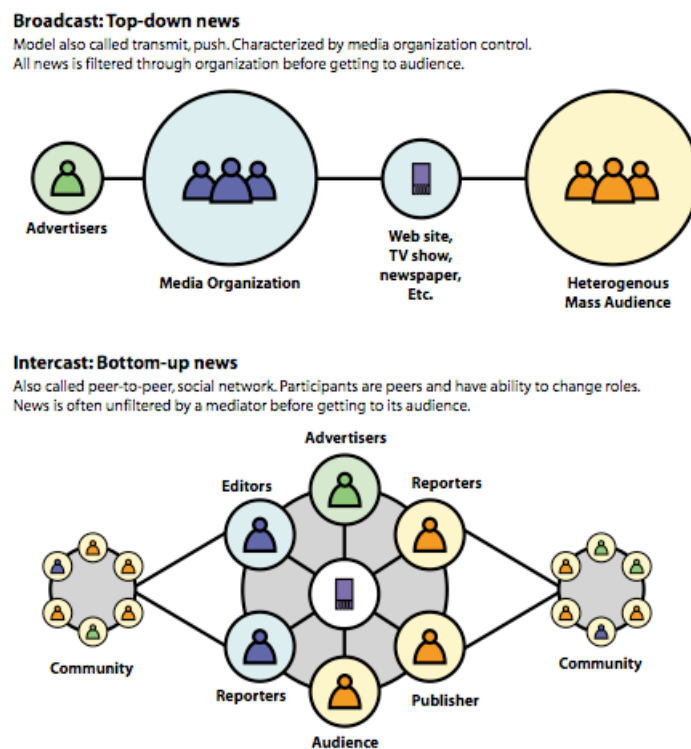 Broadcast: Top-down news
Model also called transmit, push. Characterized by media organization control.
All news is filtered through organization before getting to audience.
Advertisers
Media Organization
Web site,
TV show,
newspaper,
Etc.
Heterogenous
Mass Audience
Intercast: Bottom-up news
Also called peer-to-peer, social network. Participants are peers and have ability to change roles.
News is often unfiltered by a mediator before getting to its audience.
Advertisers
Editors
Reporters
Community
Community
Reporters
Publisher
Audience